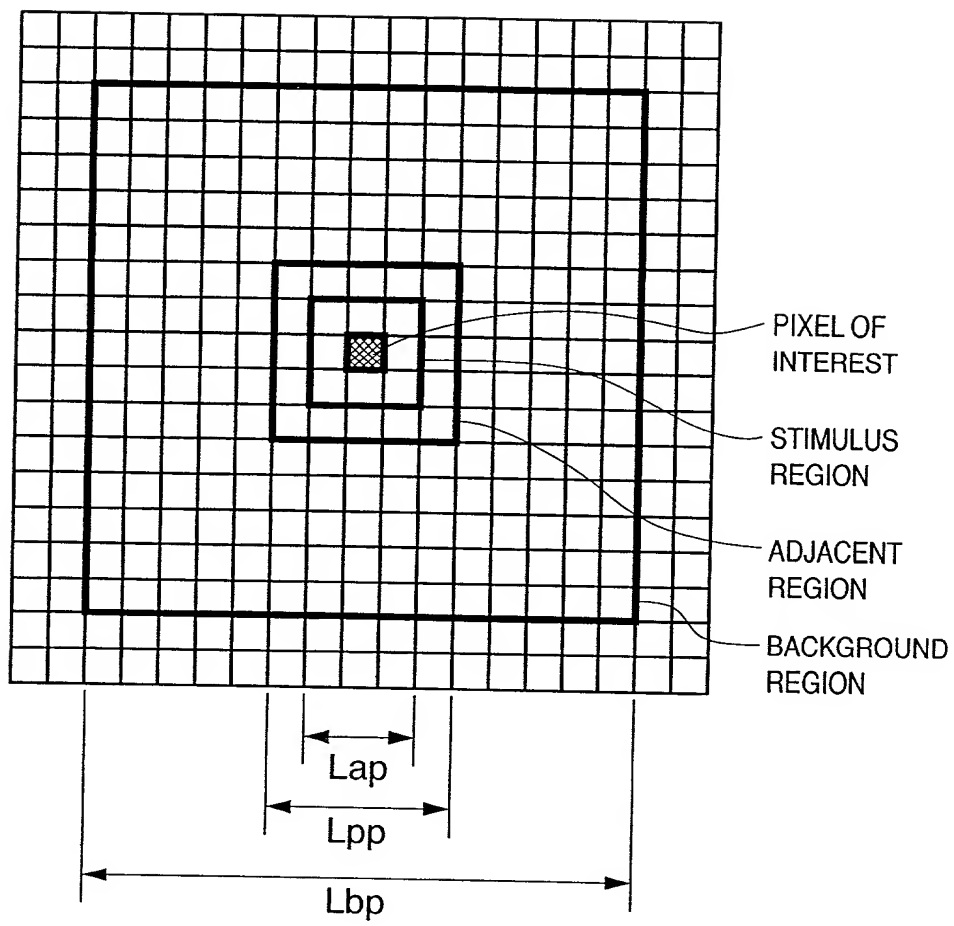 PIXEL OF
INTEREST
STIMULUS
REGION
ADJACENT
REGION
BACKGROUND
REGION
Lap
Lpp
Lbp